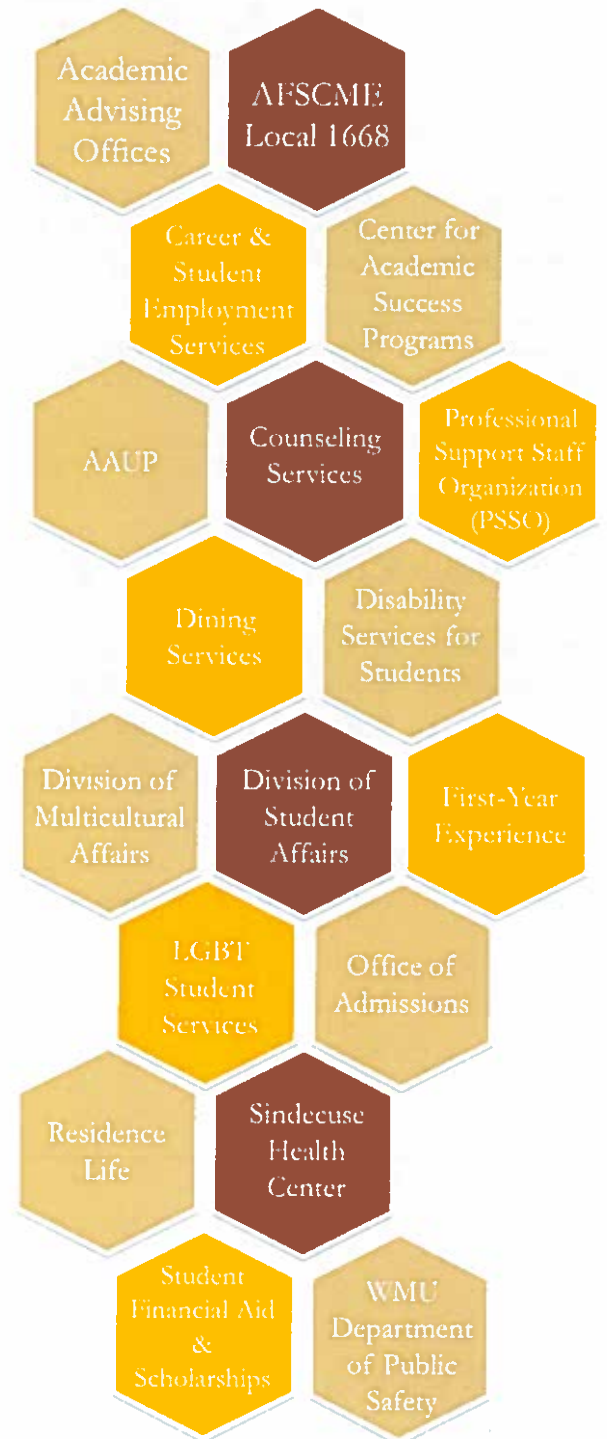 Academic
Advising
Offices
AFSCME
Local 1668
Career &
Student
Employment
Services
Center for
Academic
Success
Programs
AAUP
Counseling
Services
Professional
Support Staff
Organization
(PSSO)
Dining
Services
Disability
Services for
Students
Division of
Multicultural
Affairs
Division of
Student
Affairs
First-Year
Experience
LGBT
Student
Services
Office of
Admissions
Residence
Life
Sindecuse
Health
Center
Student
Financial Aid
&
Scholarships
WMU
Department
of Public
Safety